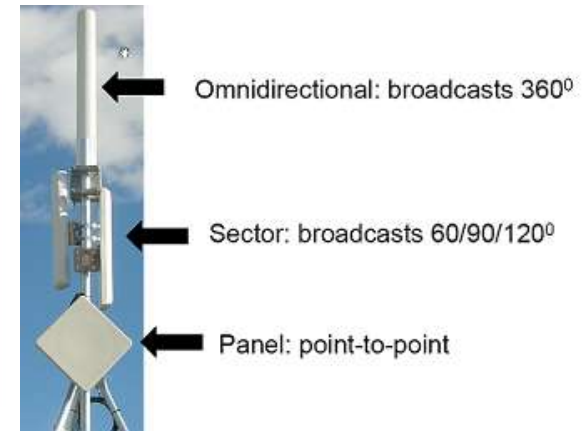 Omnidirectional: broadcasts 360⁰
Sector: broadcasts 60/90/120⁰
Panel: point-to-point